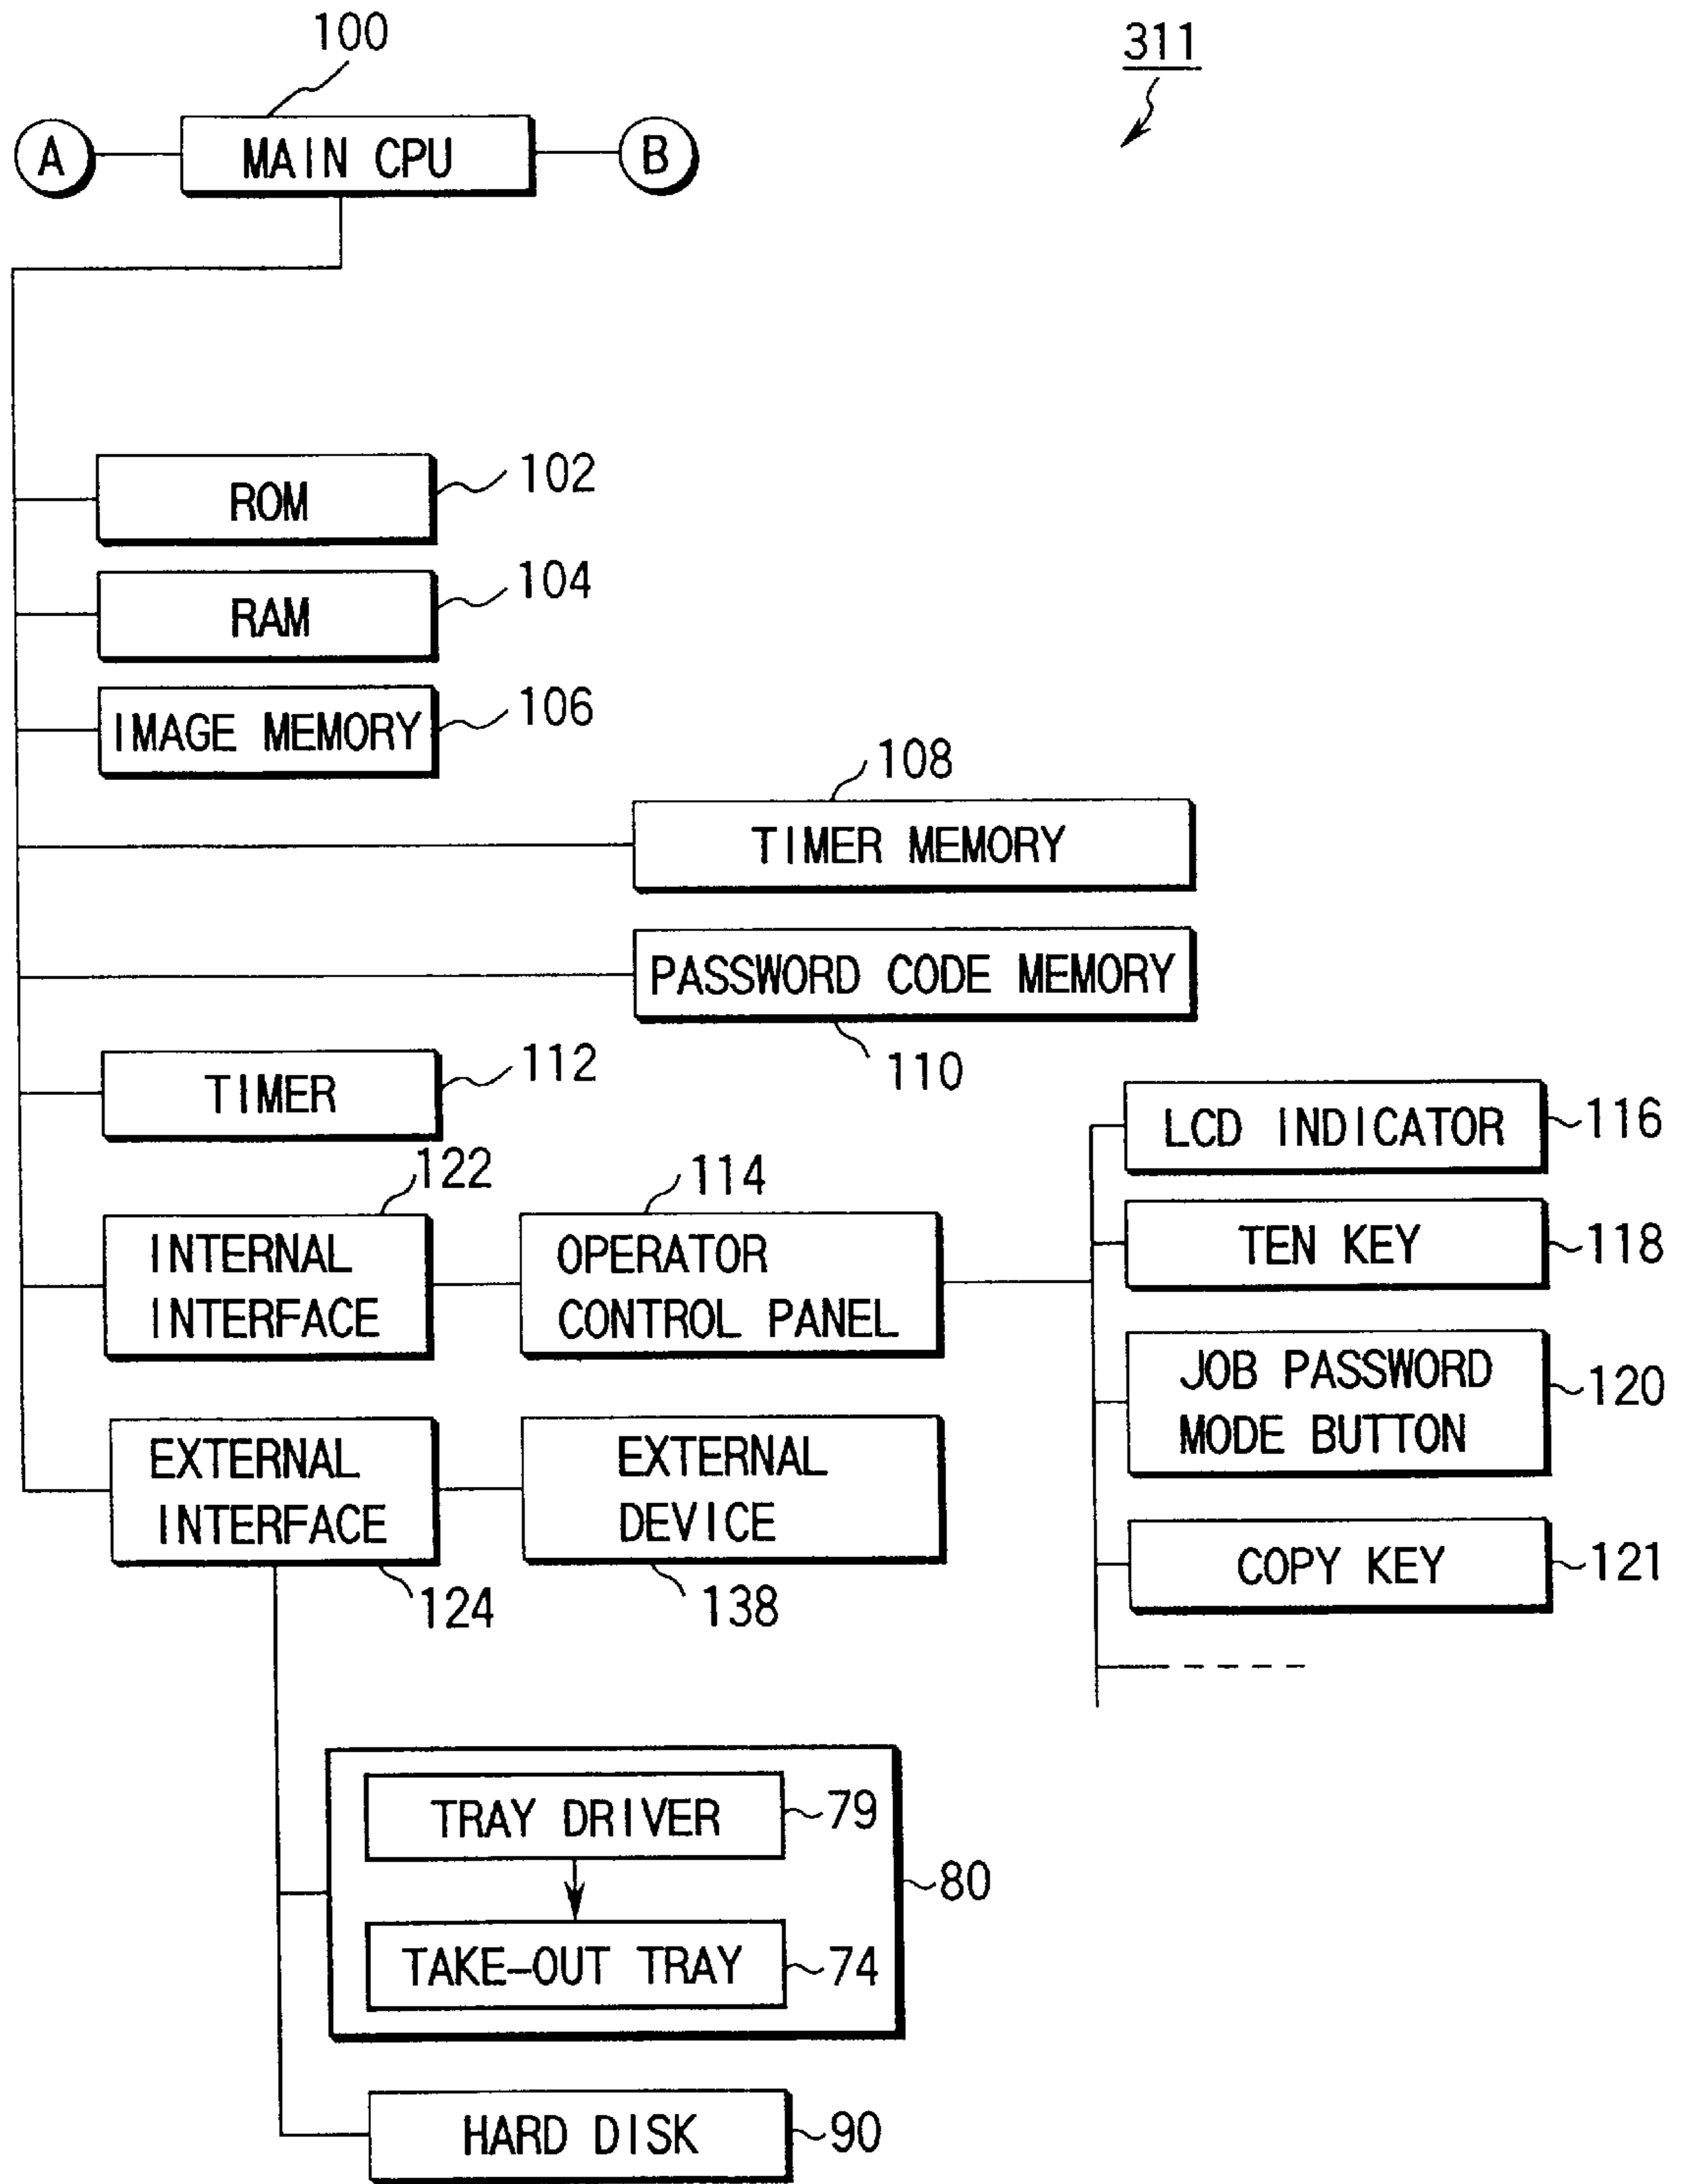 100
311
A
MAIN CPU
B
ROM
102
RAM
104
IMAGE MEMORY
106
108
TIMER MEMORY
PASSWORD CODE MEMORY
110
TIMER
112
LCD INDICATOR
116
122
114
INTERNAL
INTERFACE
OPERATOR
CONTROL PANEL
TEN KEY
118
JOB PASSWORD
MODE BUTTON
120
EXTERNAL
INTERFACE
124
EXTERNAL
DEVICE
138
COPY KEY
121
TRAY DRIVER
79
80
TAKE-OUT TRAY
74
HARD DISK
90